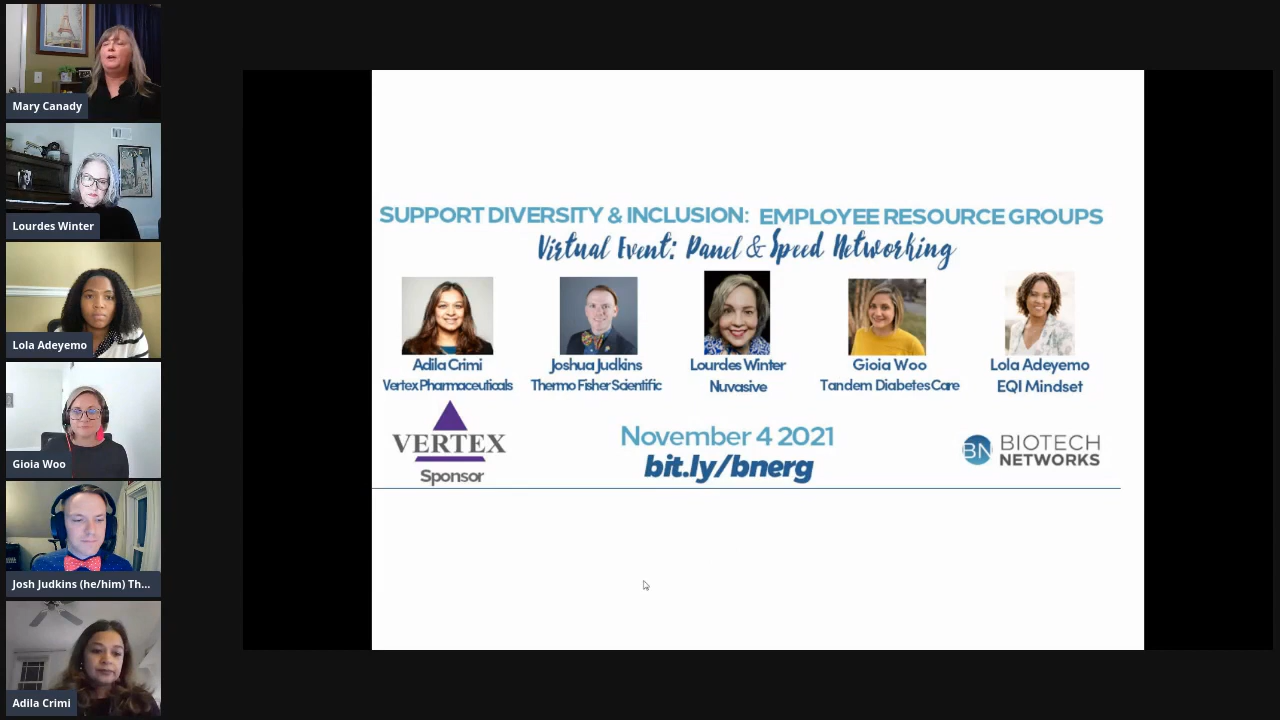 Mary Canady
Lourdes Winter
Lola Adeyemo
Gioia Woo
Josh Judkins (he/him) Th...
Adila Crimi
SUPPORT DIVERSITY & INCLUSION: EMPLOYEE RESOURCE GROUPS
Virtual Event: Panel & Speed Networking
Adila Crimi
Vertex Pharmaceuticals
Joshua Judkins
Thermo Fisher Scientific
Lourdes Winter
Nuvasive
Gioia Woo
Tandem Diabetes Care
Lola Adeyemo
EQI Mindset
VERTEX
Sponsor
November 4 2021
bit.ly/bnerg
BN
BIOTECH
NETWORKS